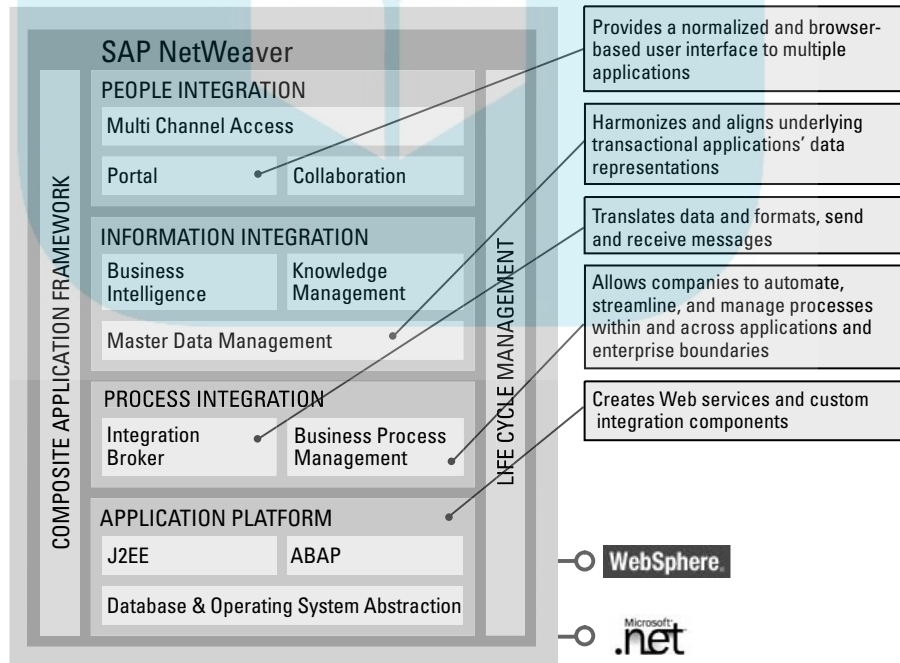 SAP NetWeaver
COMPOSITE APPLICATION FRAMEWORK
PEOPLE INTEGRATION
Multi Channel Access
Portal
Collaboration
INFORMATION INTEGRATION
Business
Intelligence
Knowledge
Management
Master Data Management
PROCESS INTEGRATION
Integration
Broker
Business Process
Management
APPLICATION PLATFORM
J2EE
ABAP
Database & Operating System Abstraction
LIFE CYCLE MANAGEMENT
Provides a normalized and browser-
based user interface to multiple
applications
Harmonizes and aligns underlying
transactional applications’ data
representations
Translates data and formats, send
and receive messages
Allows companies to automate,
streamline, and manage processes
within and across applications and
enterprise boundaries
Creates Web services and custom
integration components
WebSphere.
Microsoft
.net